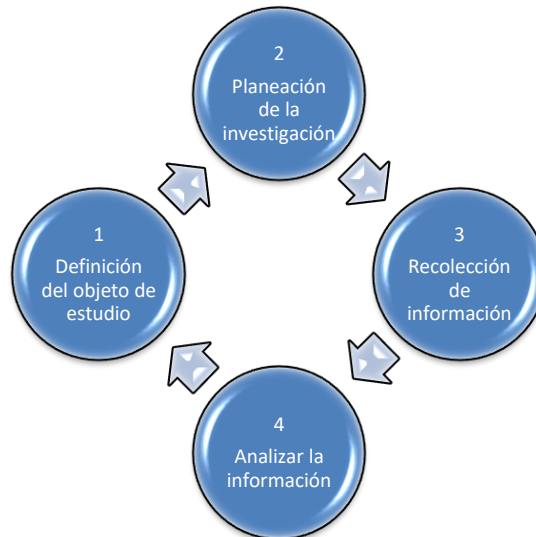 1
Definición
del objeto de
estudio
2
Planeación
de la
investigación
3
Recolección
de
información
4
Analizar la
información